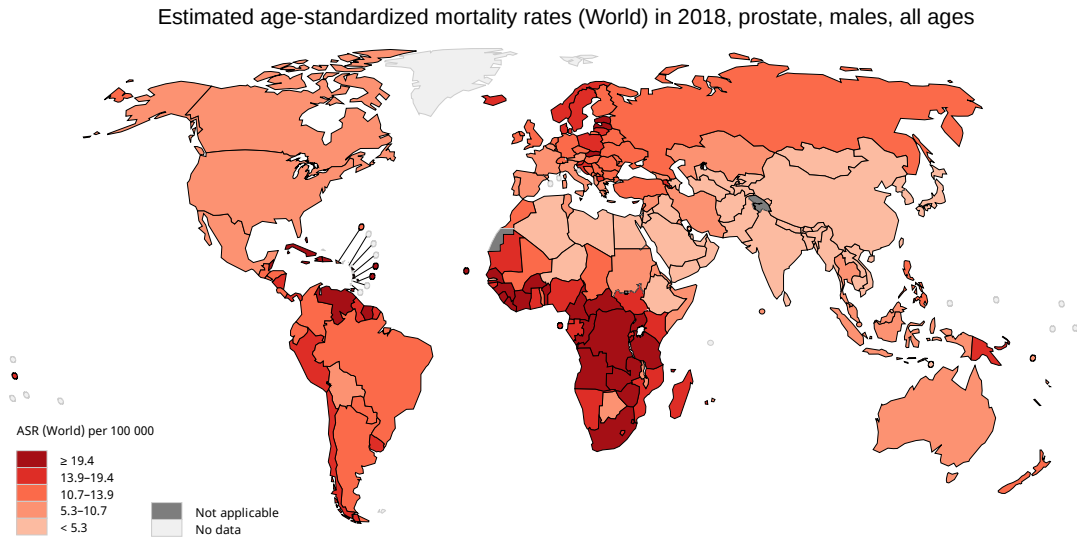 Estimated age-standardized mortality rates (World) in 2018, prostate, males, all ages
ASR (World) per 100 000
≥ 19.4
13.9–19.4
10.7–13.9
5.3–10.7
< 5.3
Not applicable
No data